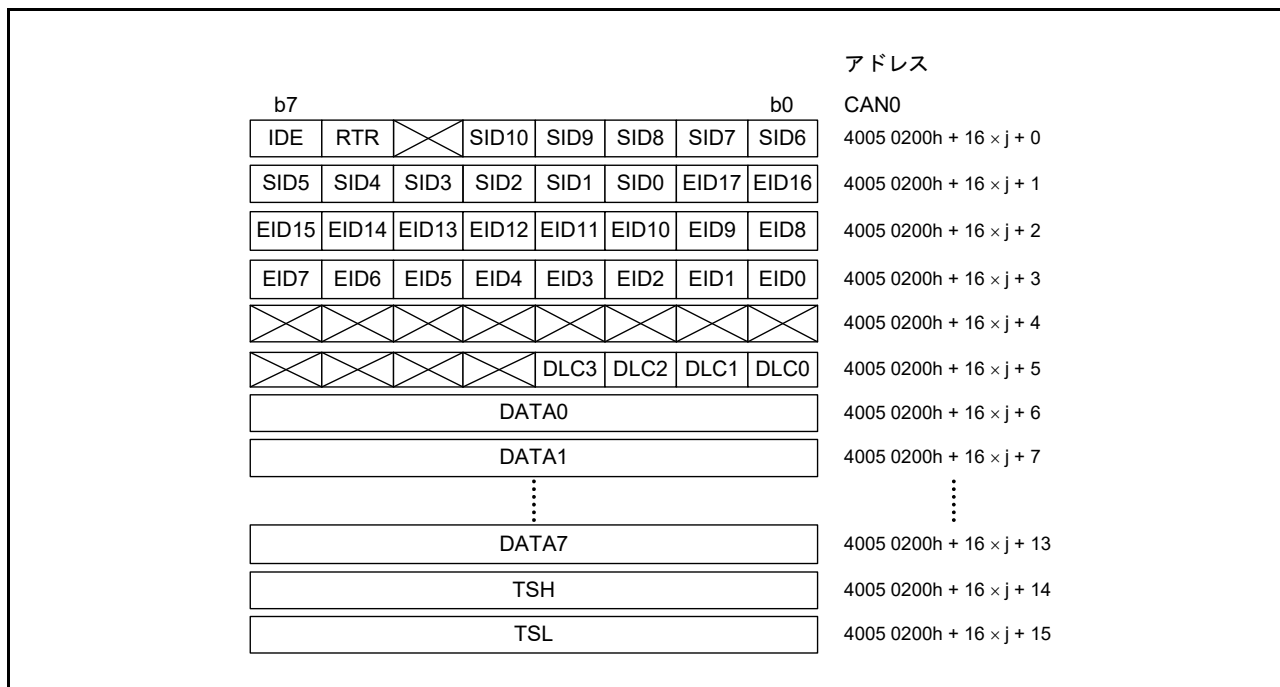 アドレス
b7 b0 CAN0
IDE RTR SID10 SID9 SID8 SID7 SID6 4005 0200h + 16 × j + 0
SID5 SID4 SID3 SID2 SID1 SID0 EID17 EID16 4005 0200h + 16 × j + 1
EID15 EID14 EID13 EID12 EID11 EID10 EID9 EID8 4005 0200h + 16 × j + 2
EID7 EID6 EID5 EID4 EID3 EID2 EID1 EID0 4005 0200h + 16 × j + 3
4005 0200h + 16 × j + 4
DLC3 DLC2 DLC1 DLC0 4005 0200h + 16 × j + 5
DATA0 4005 0200h + 16 × j + 6
DATA1 4005 0200h + 16 × j + 7
DATA7 4005 0200h + 16 × j + 13
TSH 4005 0200h + 16 × j + 14
TSL 4005 0200h + 16 × j + 15